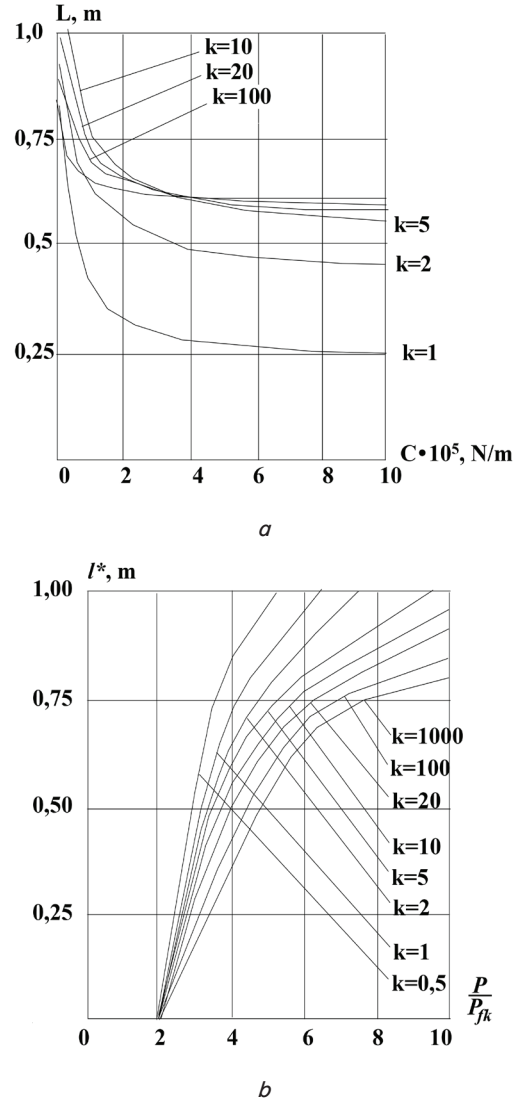 L, m
1,0
k=10
k=20
k=100
0,75
0,5
k=5
k=2
0,25
k=1
C•10⁵, N/m
0 2 4 6 8 10
a
l*, m
1,00
0,75
k=1000
k=100
k=20
0,50
k=10
k=5
k=2
0,25
k=1
k=0,5
P
P_fk
0 2 4 6 8 10
b